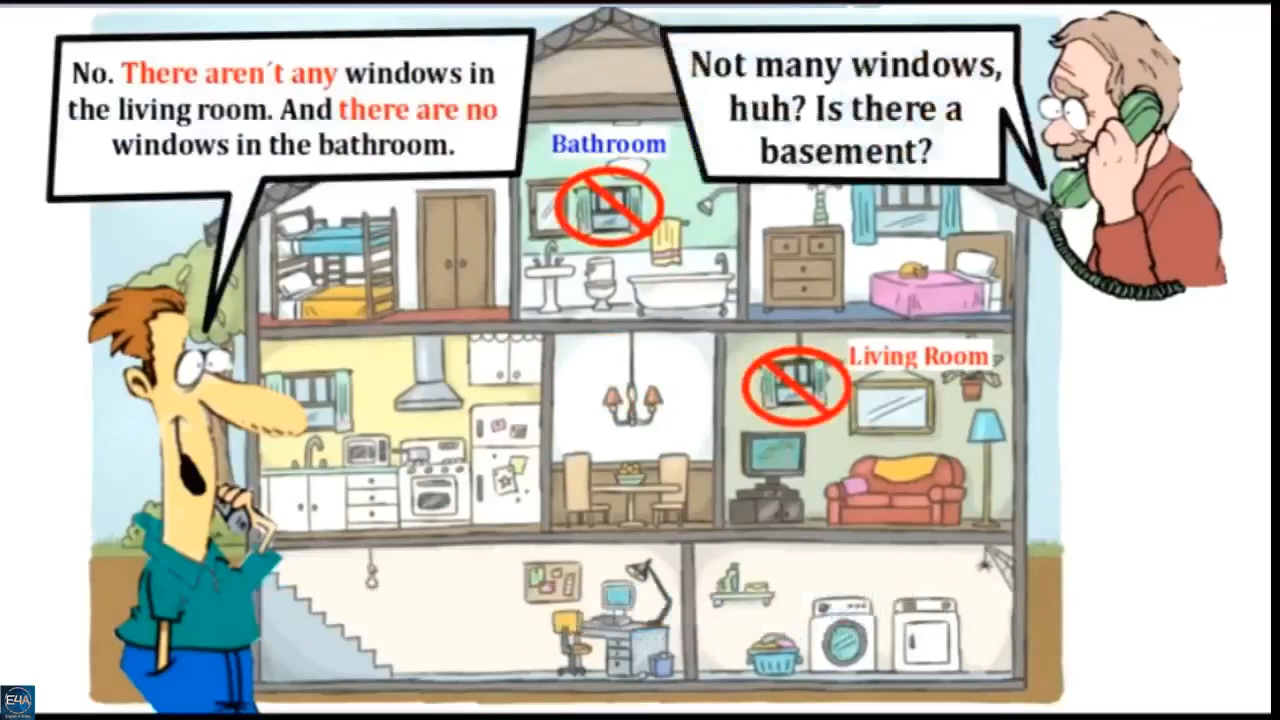 No. There aren´t any windows in
the living room. And there are no
windows in the bathroom.
Not many windows,
huh? Is there a
basement?
Bathroom
Living Room
E4A